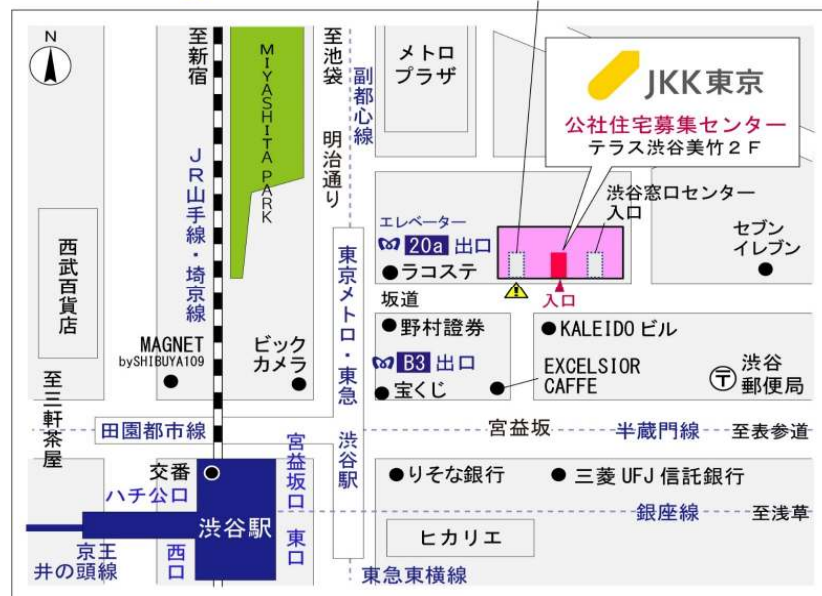 N
至新宿
MIYASHITA PARK
至池袋
副都心線
明治通り
メトロ
プラザ
JKK東京
公社住宅募集センター
テラス渋谷美竹２Ｆ
JR山手線・埼京線
エレベーター
20a 出口
ラコステ
渋谷窓口センター
入口
セブン
イレブン
西武百貨店
東京メトロ・東急
渋谷駅
坂道
!
入口
MAGNET
bySHIBUYA109
ビック
カメラ
野村證券
B3 出口
宝くじ
KALEIDO ビル
EXCELSIOR
CAFFE
〒
渋谷
郵便局
至三軒茶屋
田園都市線
宮益坂
半蔵門線
至表参道
交番
ハチ公口
宮益坂口
りそな銀行
三菱 UFJ 信託銀行
渋谷駅
銀座線
至浅草
京王
井の頭線
西口
東口
ヒカリエ
東急東横線